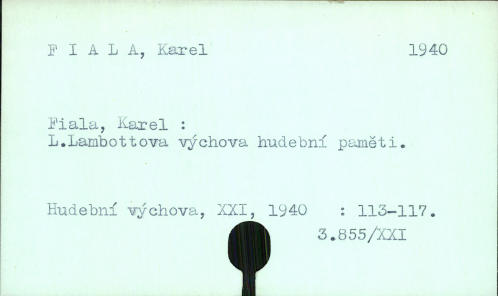 F I A L A, Karel 1940
Fiala, Karel :
L.Lambottova výchova hudební paměti.
Hudební výchova, XXI, 1940 : 113-117.
3.855/XXI